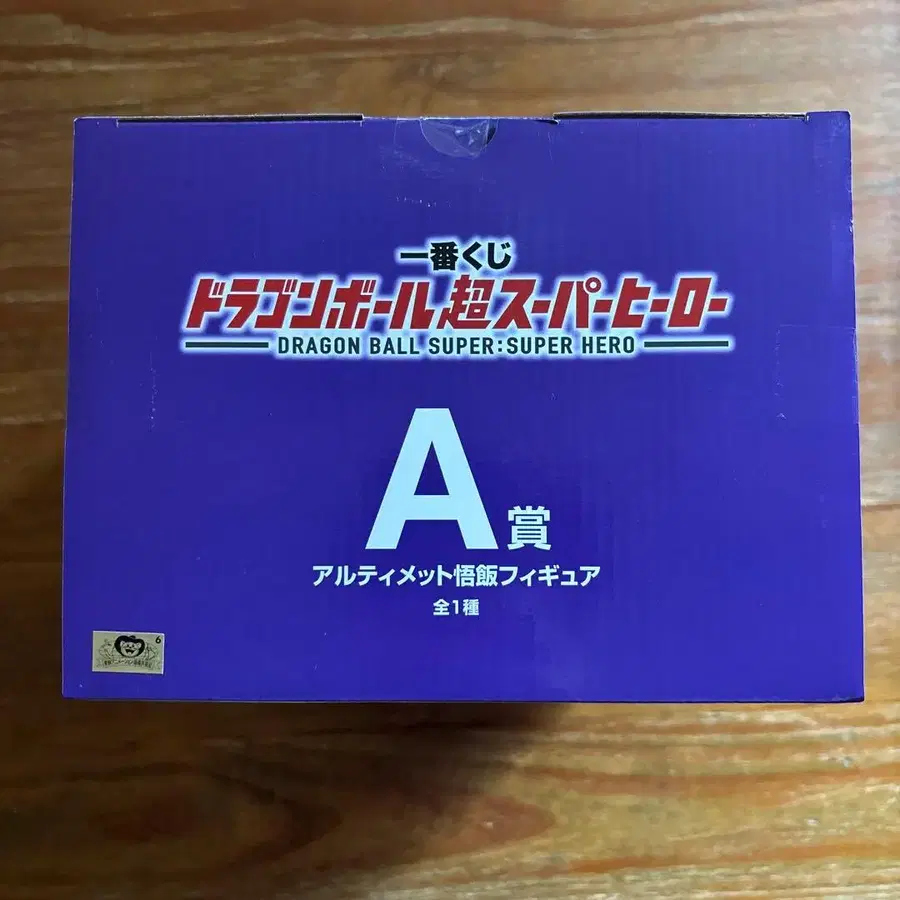 一番くじ
ドラゴンボール超スーパーヒーロー
DRAGON BALL SUPER:SUPER HERO
A賞
アルティメット悟飯フィギュア
全1種
6